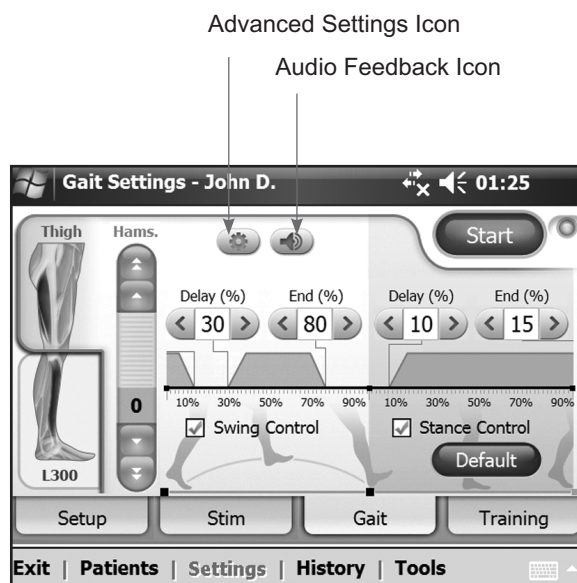 Advanced Settings Icon
Audio Feedback Icon
Gait Settings - John D. 01:25
Thigh Hams. Start
Delay (%) End (%) Delay (%) End (%)
30 80 10 15
0 10% 30% 50% 70% 90% 10% 30% 50% 70% 90%
Swing Control Stance Control
L300 Default
Setup Stim Gait Training
Exit | Patients | Settings | History | Tools